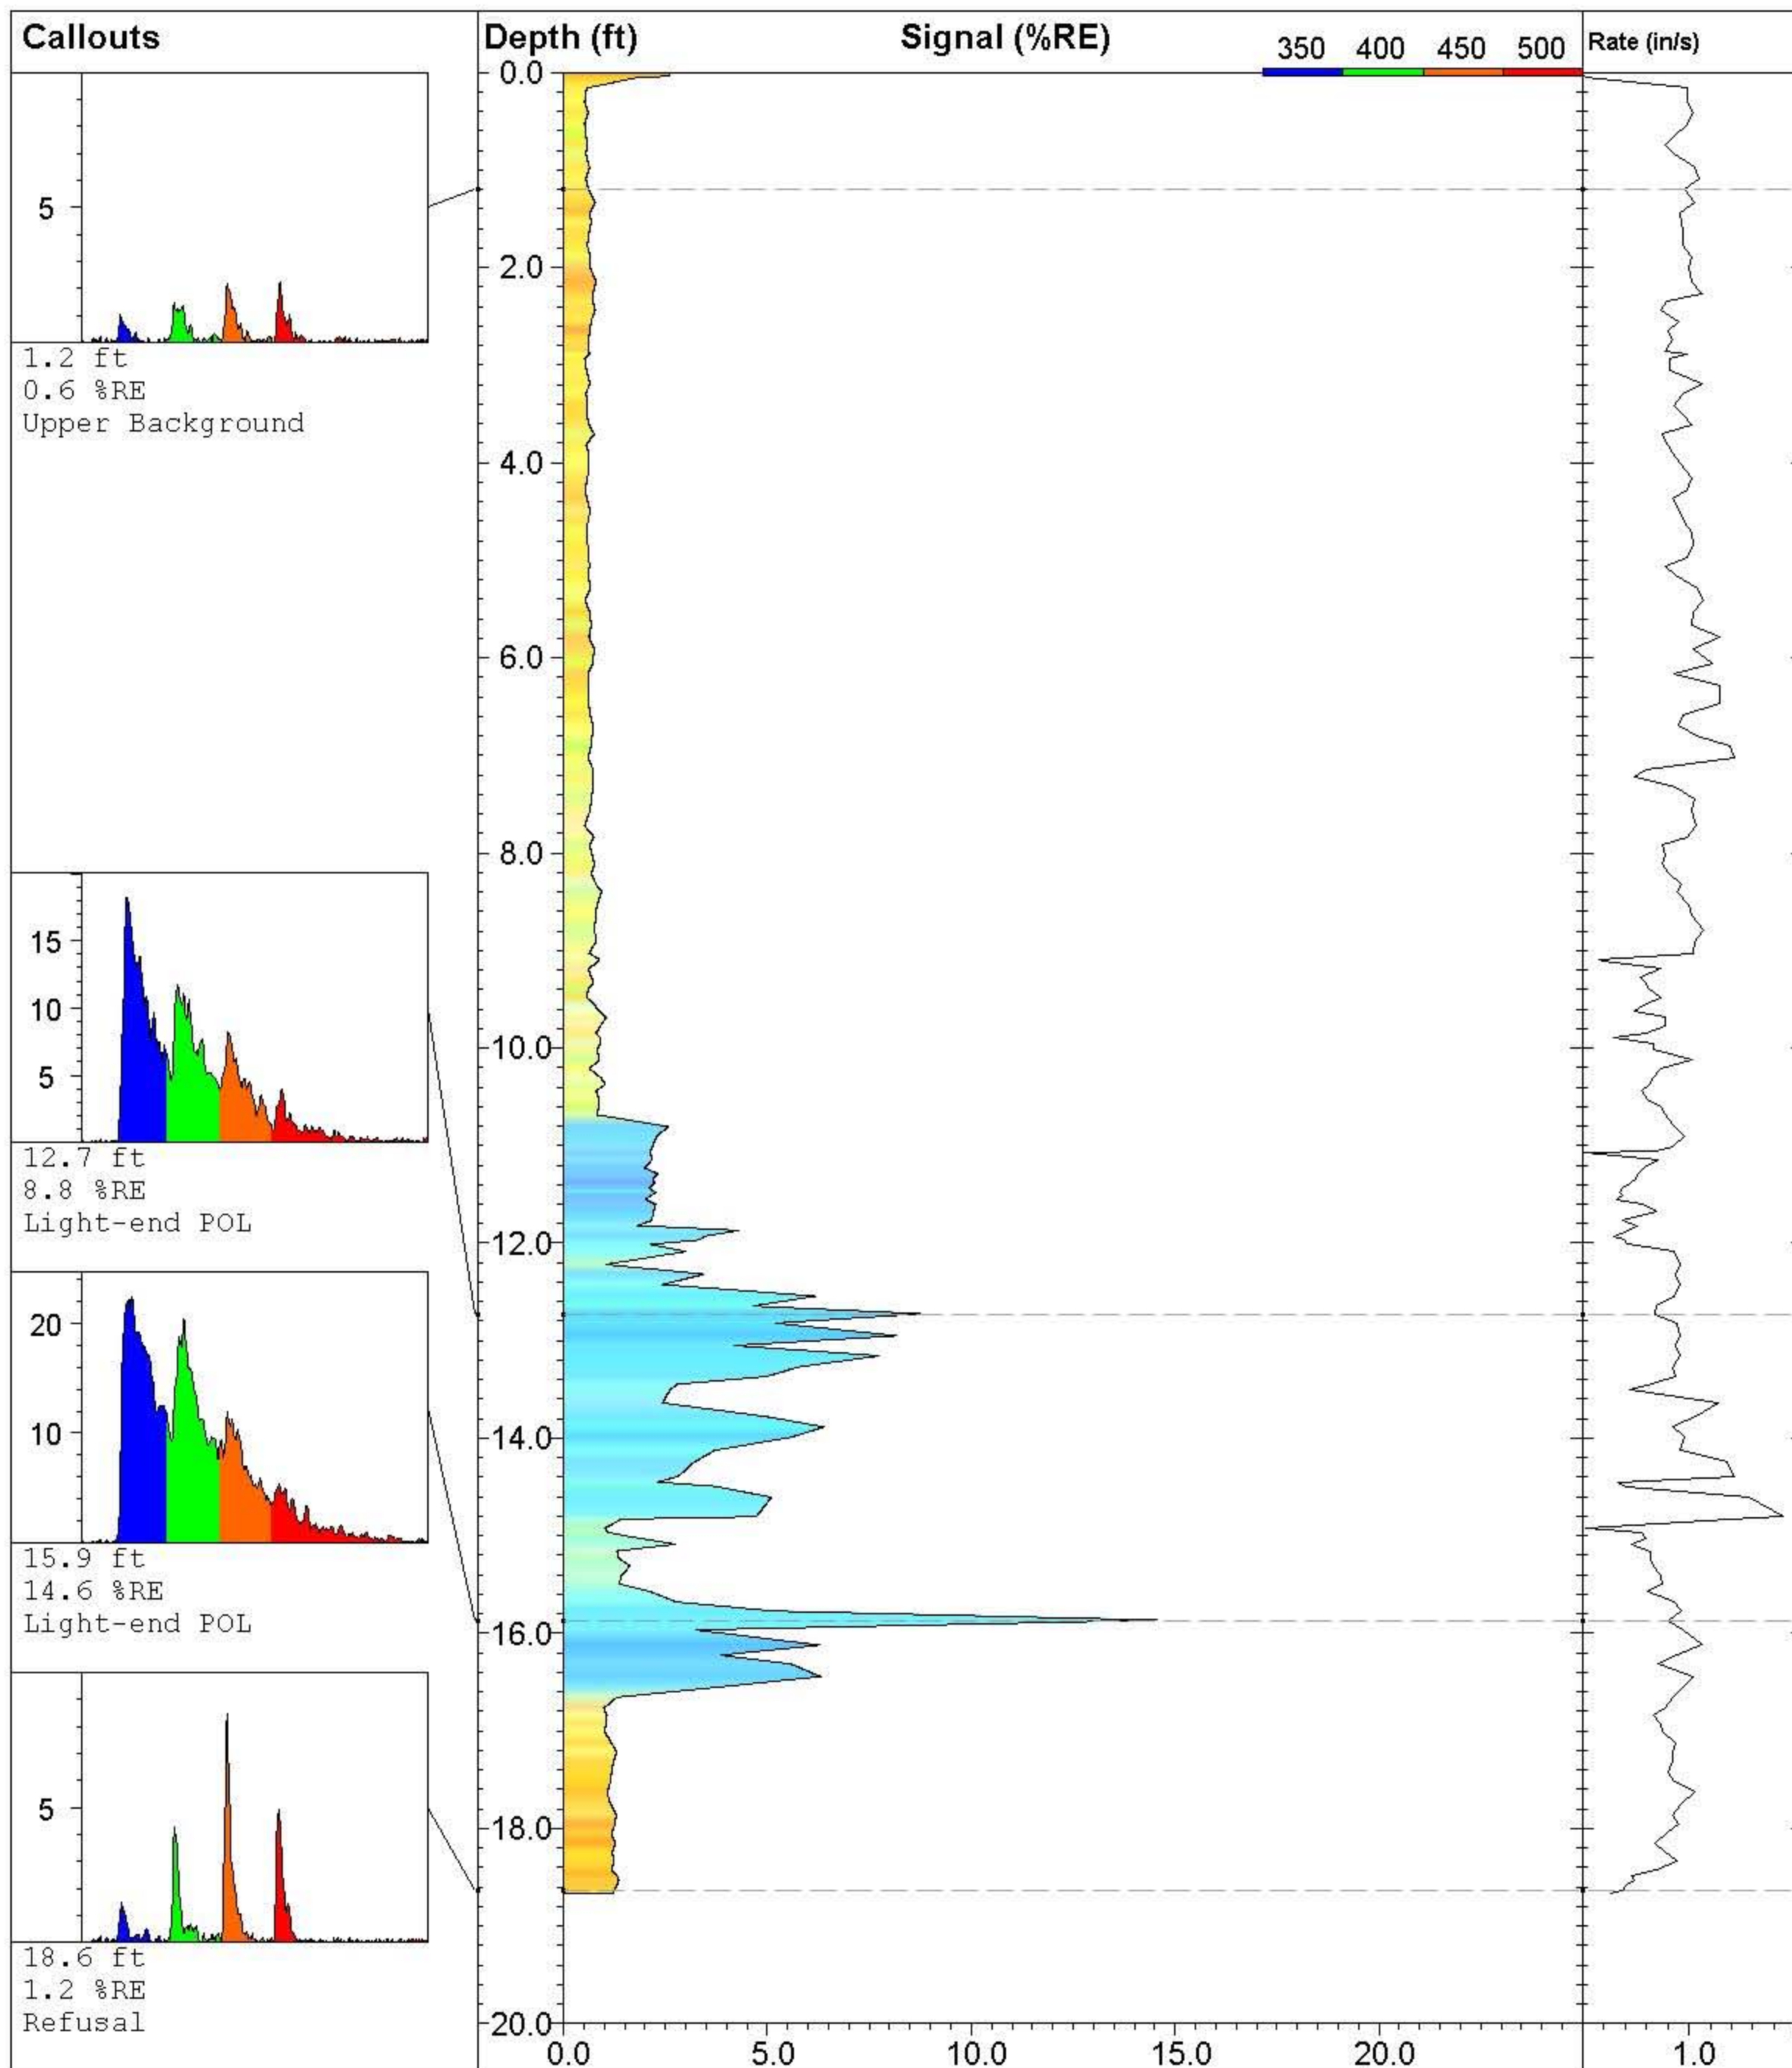 Callouts
Depth (ft)
Signal (%RE)
350 400 450 500
Rate (in/s)
5
1.2 ft
0.6 %RE
Upper Background
15
10
5
12.7 ft
8.8 %RE
Light-end POL
20
10
15.9 ft
14.6 %RE
Light-end POL
5
18.6 ft
1.2 %RE
Refusal
0.0
2.0
4.0
6.0
8.0
10.0
12.0
14.0
16.0
18.0
20.0
0.0 5.0 10.0 15.0 20.0
1.0